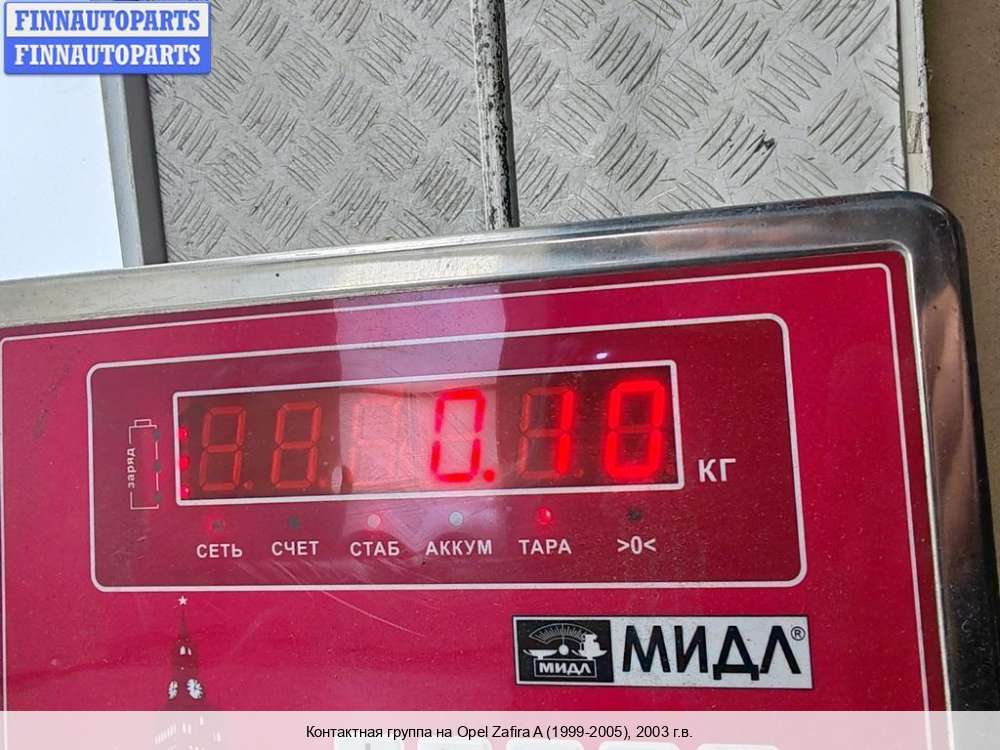 FINNAUTOPARTS
FINNAUTOPARTS
заряд
0.10
КГ
СЕТЬ СЧЕТ СТАБ АККУМ ТАРА >0<
МИДЛ МИДЛ®
Контактная группа на Opel Zafira A (1999-2005), 2003 г.в.